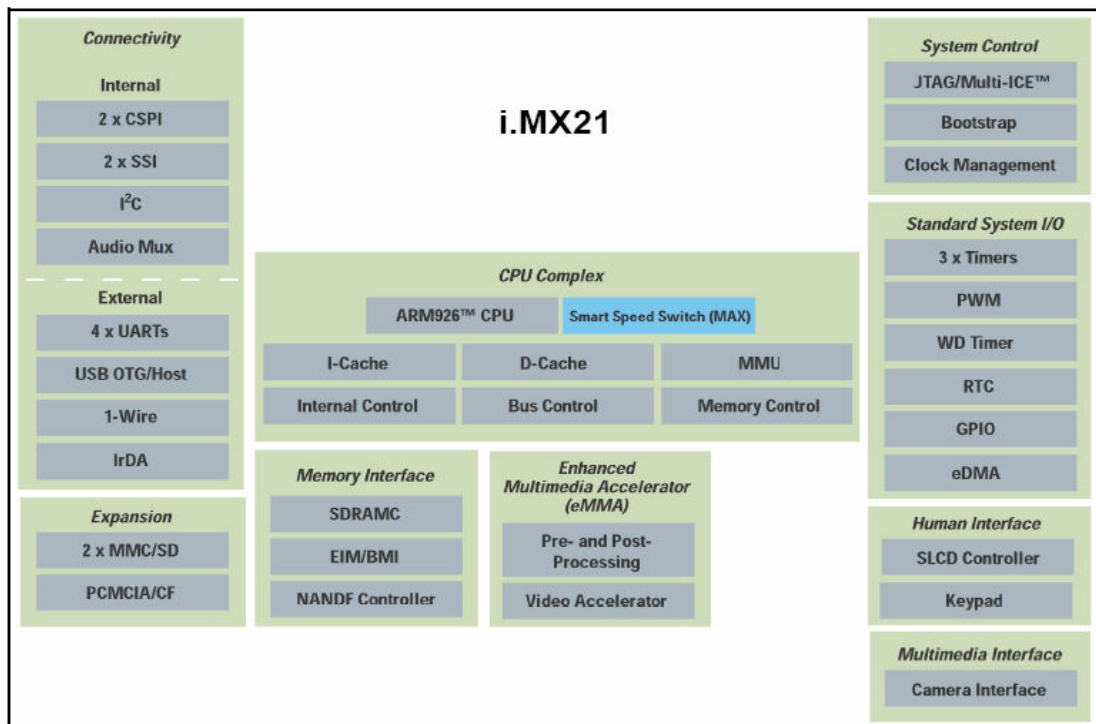 Connectivity
Internal
2 x CSPI
2 x SSI
I²C
Audio Mux
External
4 x UARTs
USB OTG/Host
1-Wire
IrDA
Expansion
2 x MMC/SD
PCMCIA/CF
i.MX21
CPU Complex
ARM926™ CPU
Smart Speed Switch (MAX)
I-Cache
D-Cache
MMU
Internal Control
Bus Control
Memory Control
Memory Interface
SDRAMC
EIM/BMI
NANDF Controller
Enhanced
Multimedia Accelerator
(eMMA)
Pre- and Post-
Processing
Video Accelerator
System Control
JTAG/Multi-ICE™
Bootstrap
Clock Management
Standard System I/O
3 x Timers
PWM
WD Timer
RTC
GPIO
eDMA
Human Interface
SLCD Controller
Keypad
Multimedia Interface
Camera Interface